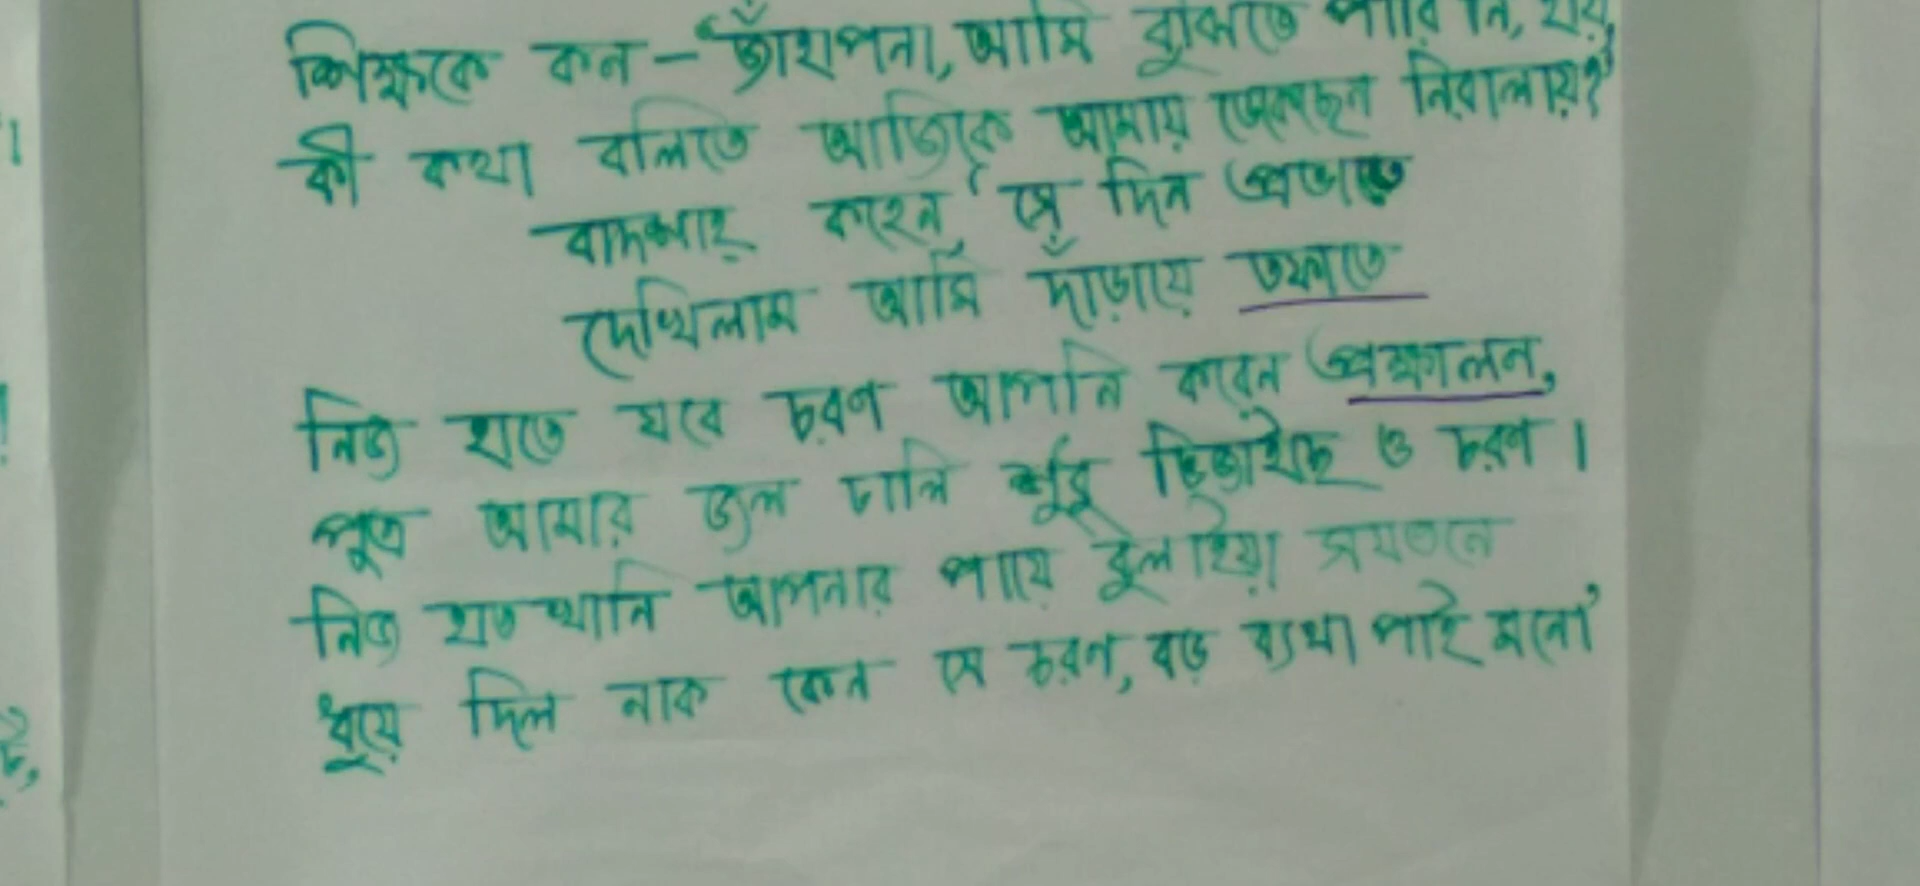 শিক্ষকে কন- "জাঁহাপনা, আমি বুঝিতে পারি নি, হায়,
কী কথা বলিতে আজিকে আমায় ডেকেছেন নিরালায়?"
বাদশাহ্ কহেন, "সে দিন প্রভাতে
দেখিলাম আমি দাঁড়ায়ে তফাতে
নিজ হাতে যবে চরণ আপনি করেন প্রক্ষালন,
পুত্র আমার জল ঢালি শুধু ভিজাইছে ও চরণ।
নিজ হাতখানি আপনার পায়ে বুলাইয়া সযতনে
ধুয়ে দিল নাক কেন সে চরণ, বড় ব্যথা পাই মনে।"